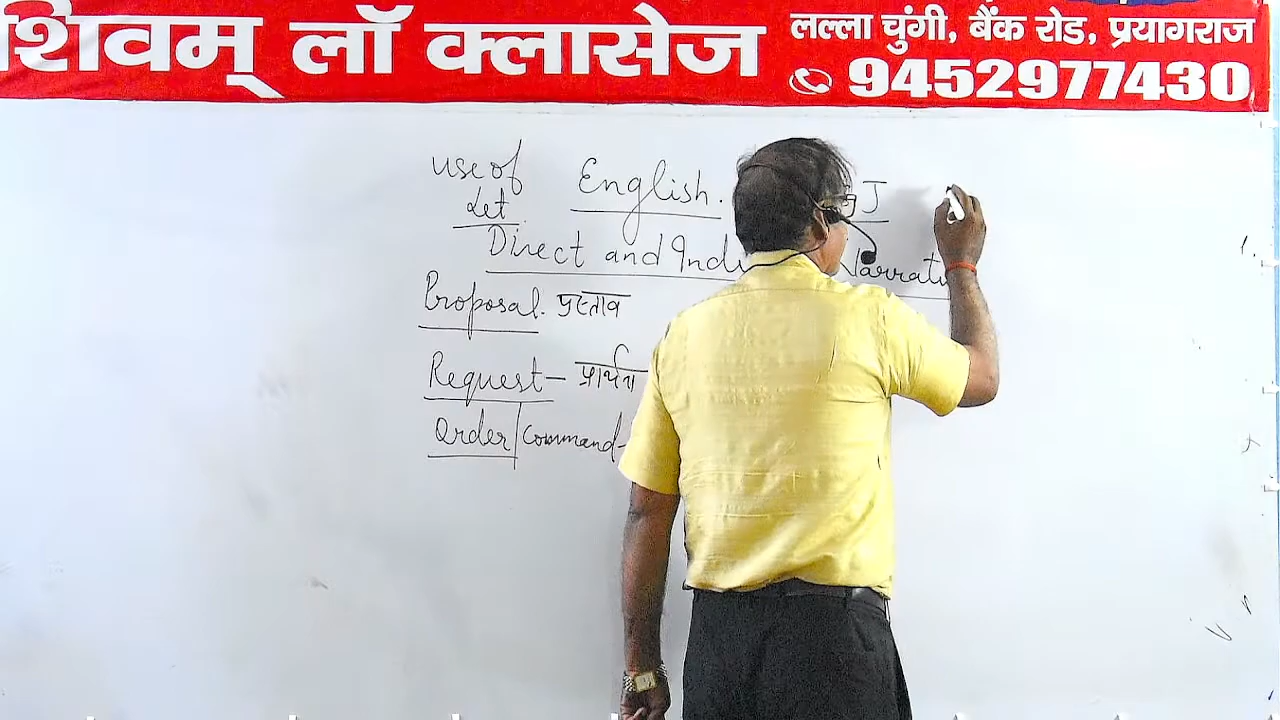 शिवम् लॉ क्लासेज
लल्ला चुंगी, बैंक रोड, प्रयागराज
9452977430
use of
Let
English.
J
Direct and Indi Narrati
Proposal. प्रस्ताव
Request – प्रार्थना
Order | Command -